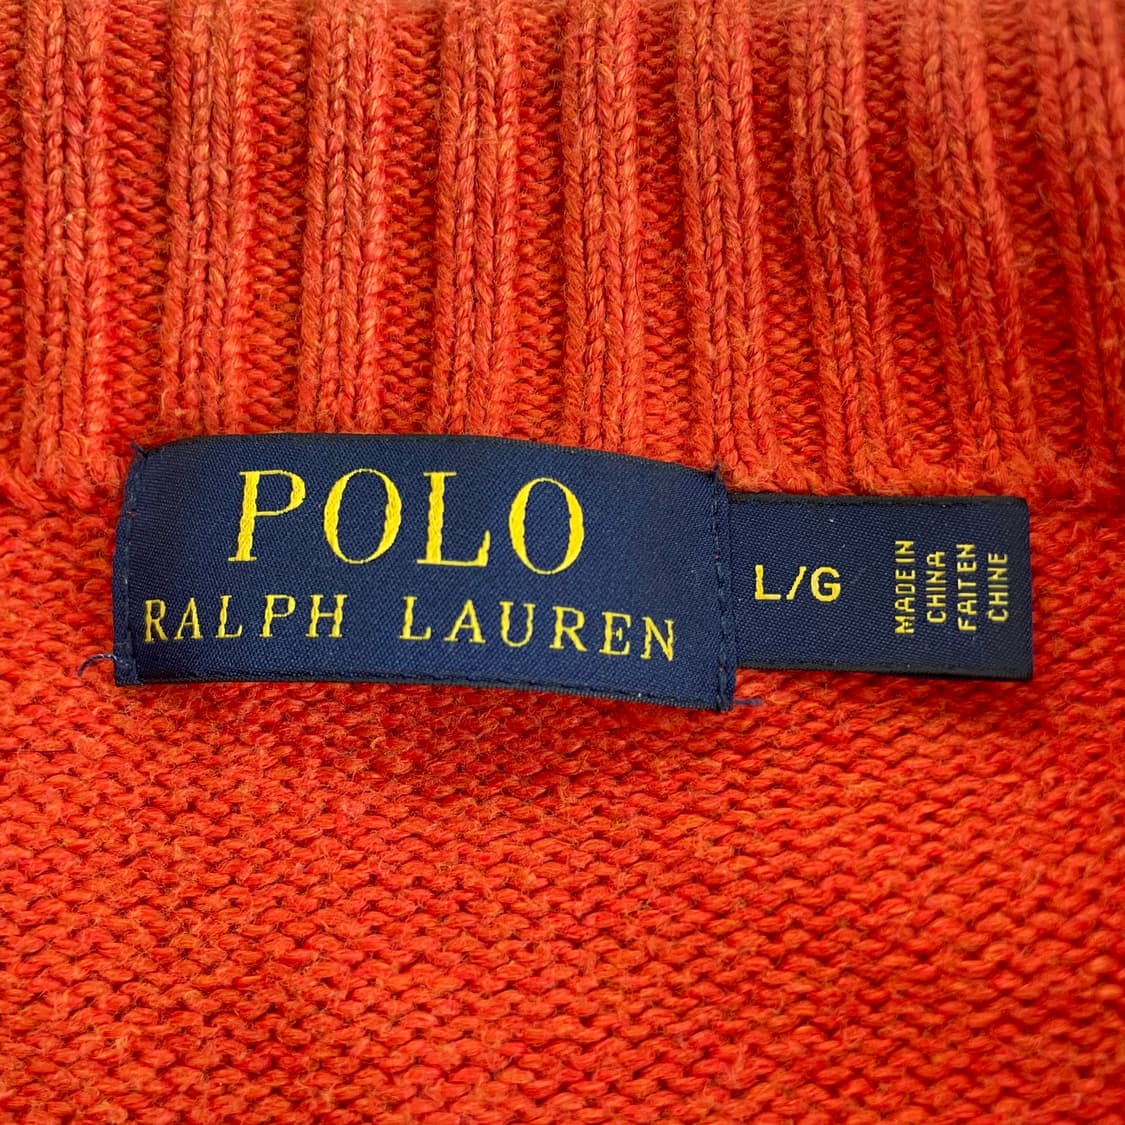 POLO
RALPH LAUREN
L/G
MADE IN
CHINA
FAIT EN
CHINE